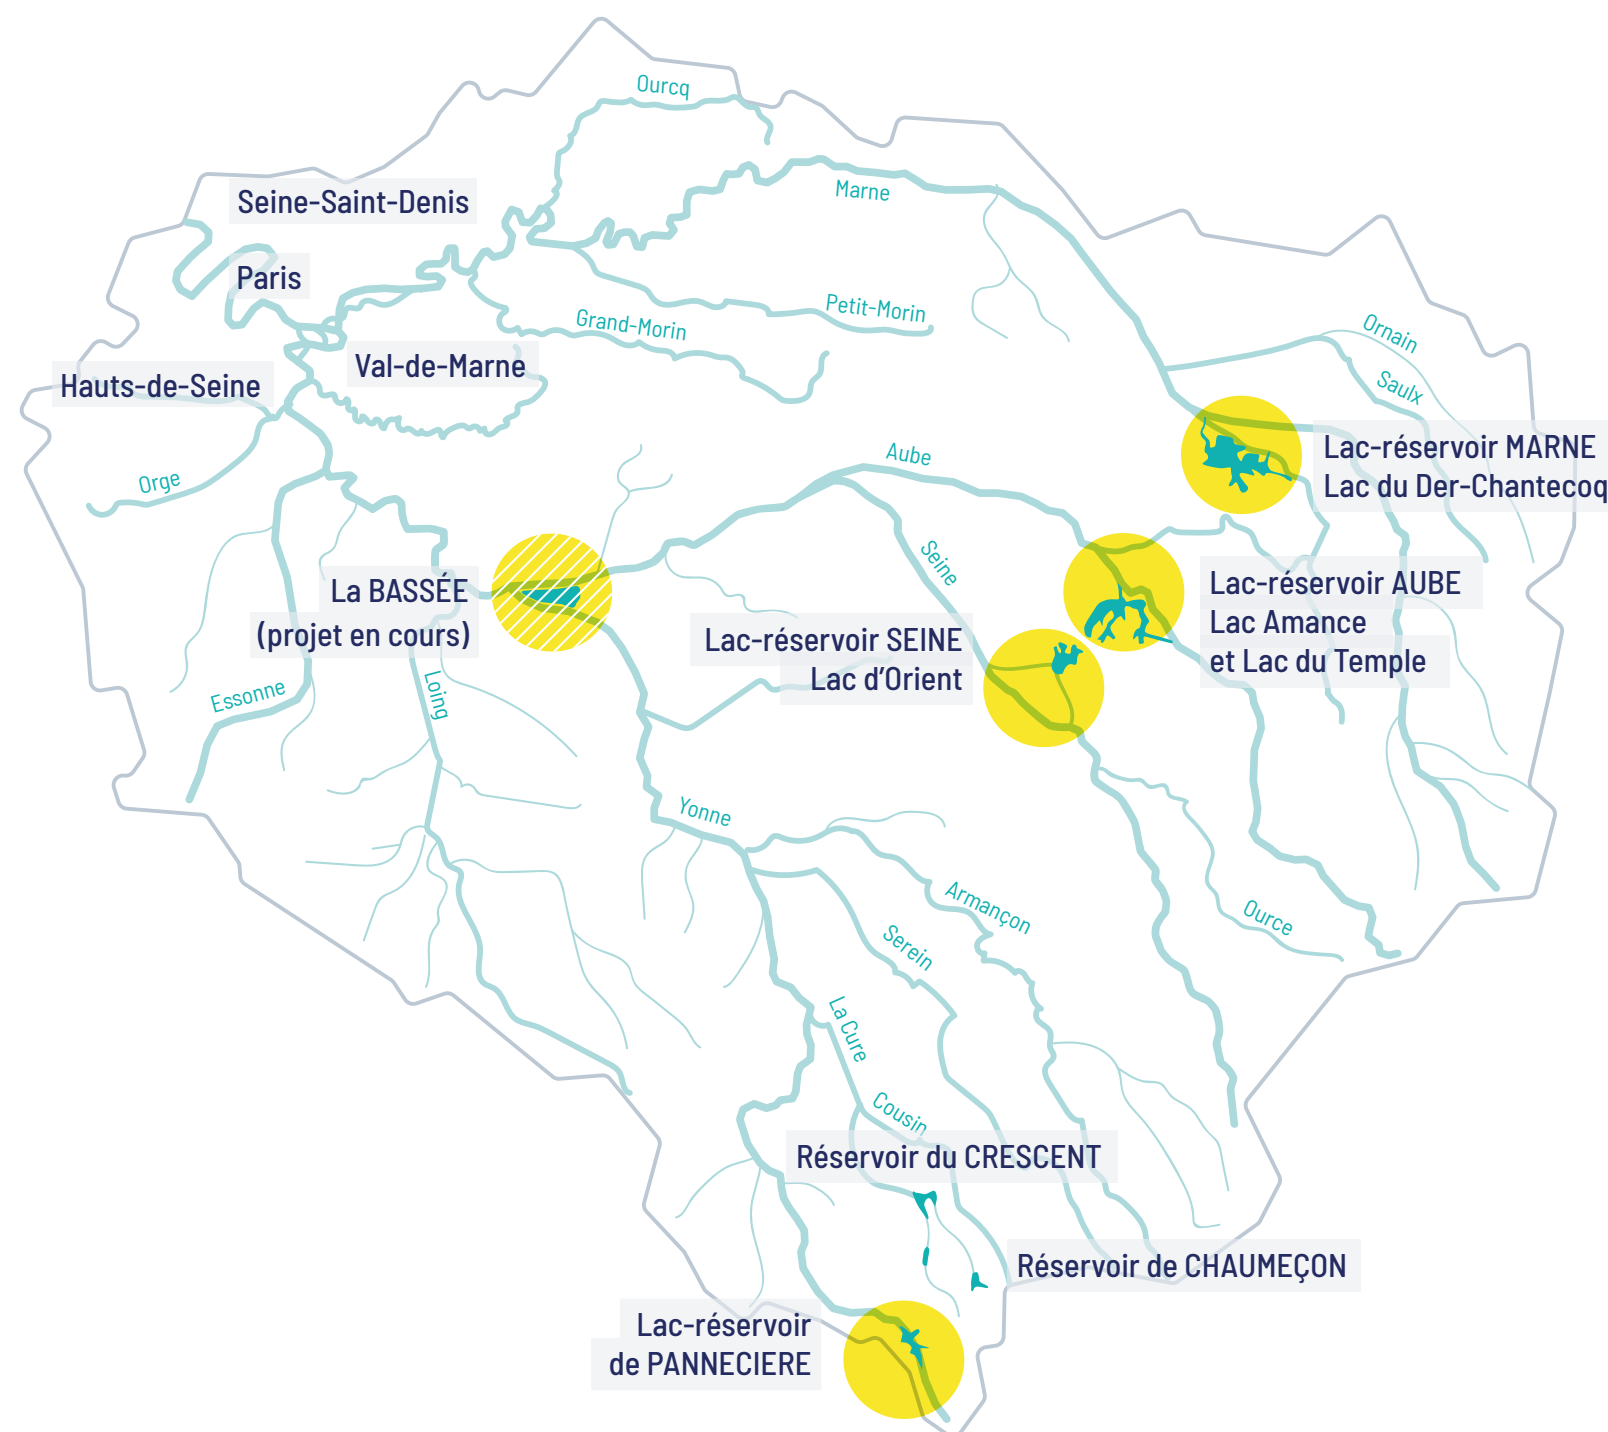 Ourcq
Marne
Seine-Saint-Denis
Paris
Petit-Morin
Grand-Morin
Ornain
Saulx
Val-de-Marne
Hauts-de-Seine
Orge
Aube
Lac-réservoir MARNE
Lac du Der-Chantecoq
Seine
La BASSÉE
(projet en cours)
Lac-réservoir AUBE
Lac Amance
et Lac du Temple
Lac-réservoir SEINE
Lac d'Orient
Essonne
Loing
Yonne
Armançon
Serein
Ource
La Cure
Cousin
Réservoir du CRESCENT
Réservoir de CHAUMEÇON
Lac-réservoir
de PANNECIERE